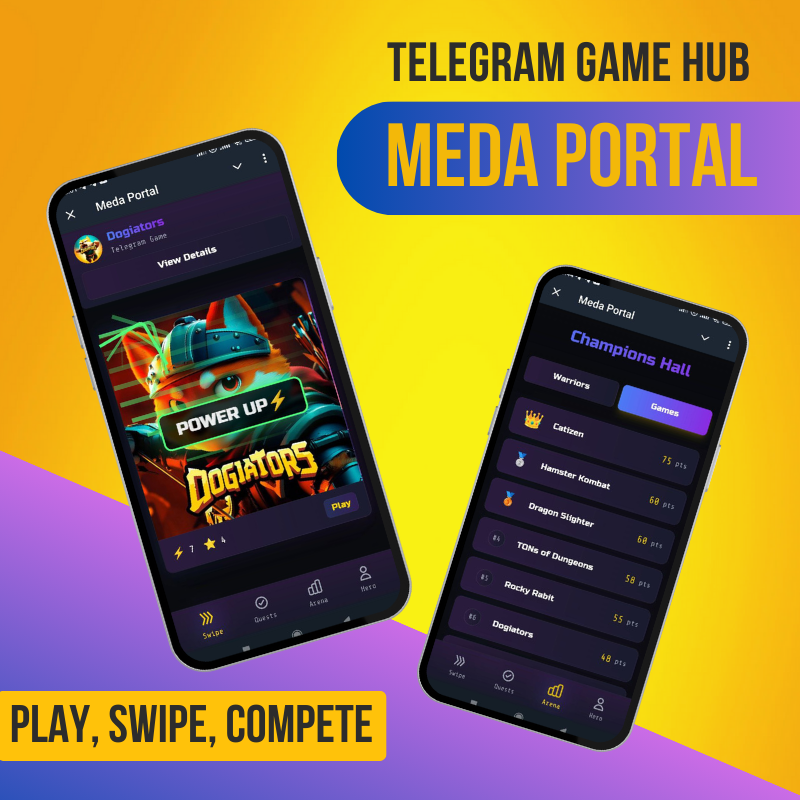 TELEGRAM GAME HUB
MEDA PORTAL
Meda Portal
Dogiators
Telegram Game
View Details
POWER UP⚡
DOGIATORS
7 4
Play
Swipe
Quests
Arena
Hero
Meda Portal
Champions Hall
Warriors
Games
Catizen 75 pts
Hamster Kombat 60 pts
Dragon Slighter 60 pts
#4 TONs of Dungeons 58 pts
#5 Rocky Rabit 55 pts
#6 Dogiators 48 pts
Swipe
Quests
Arena
Hero
PLAY, SWIPE, COMPETE